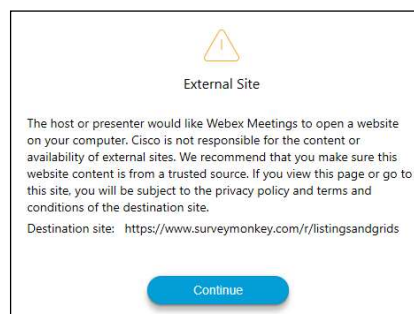 External Site
The host or presenter would like Webex Meetings to open a website
on your computer. Cisco is not responsible for the content or
availability of external sites. We recommend that you make sure this
website content is from a trusted source. If you view this page or go to
this site, you will be subject to the privacy policy and terms and
conditions of the destination site.
Destination site: https://www.surveymonkey.com/r/listingsandgrids
Continue